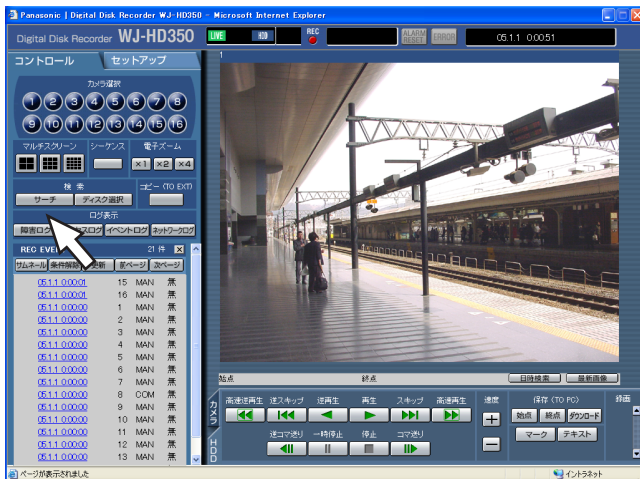 Panasonic | Digital Disk Recorder WJ-HD350 - Microsoft Internet Explorer
Digital Disk Recorder WJ-HD350
LIVE HDD REC ALARM RESET ERROR 05.1.1 0:00:51
コントロール セットアップ
カメラ選択
1 2 3 4 5 6 7 8
9 10 11 12 13 14 15 16
マルチスクリーン シーケンス 電子ズーム
×1 ×2 ×4
検 索 コピー (TO EXT)
サーチ ディスク選択
ログ表示
障害ログ スログ イベントログ ネットワークログ
REC EVE 21 件
サムネール 条件解除 更新 前ページ 次ページ
05.1.1 0:00:01 15 MAN 無
05.1.1 0:00:01 16 MAN 無
05.1.1 0:00:00 1 MAN 無
05.1.1 0:00:00 2 MAN 無
05.1.1 0:00:00 3 MAN 無
05.1.1 0:00:00 4 MAN 無
05.1.1 0:00:00 5 MAN 無
05.1.1 0:00:00 6 MAN 無
05.1.1 0:00:00 7 MAN 無
05.1.1 0:00:00 8 COM 無
05.1.1 0:00:00 9 MAN 無
05.1.1 0:00:00 10 MAN 無
05.1.1 0:00:00 11 MAN 無
05.1.1 0:00:00 12 MAN 無
05.1.1 0:00:00 13 MAN 無
1
始点 終点 日時検索 最新画像
カメラ
HDD
高速逆再生 逆スキップ 逆再生 再生 スキップ 高速再生 速度 保存 (TO PC) 録画
始点 終点 ダウンロード
逆コマ送り 一時停止 停止 コマ送り
マーク テキスト
ページが表示されました イントラネット